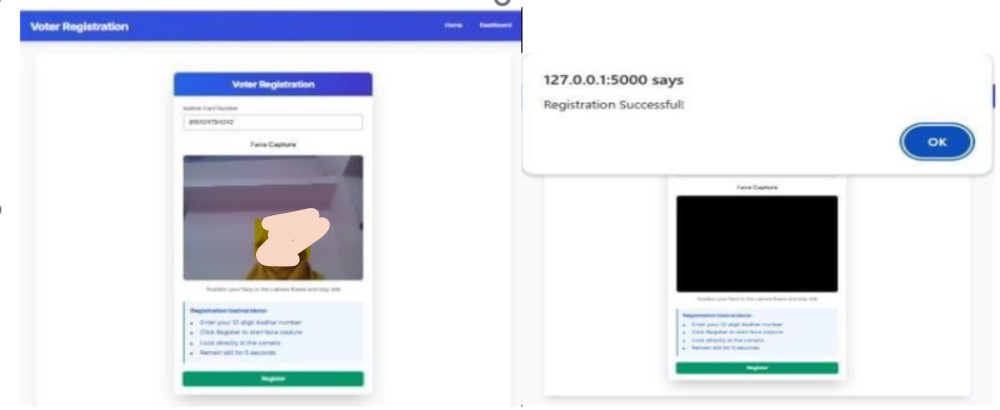 Voter Registration
Home Dashboard
Voter Registration
Aadhar Card Number
Face Capture
Position your face in the camera frame and stay still
Registration Instructions:
Enter your 12-digit Aadhar number
Click Register to start face capture
Look directly at the camera
Remain still for 5 seconds
Register
127.0.0.1:5000 says
Registration Successful!
OK
Face Capture
Position your face in the camera frame and stay still
Registration Instructions:
Enter your 12-digit Aadhar number
Click Register to start face capture
Look directly at the camera
Remain still for 5 seconds
Register